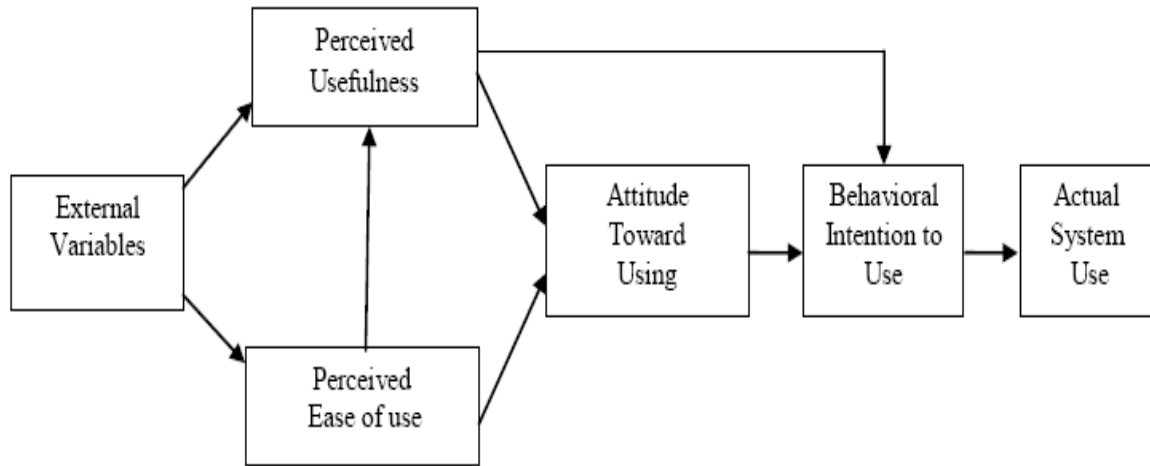 Perceived
Usefulness
External
Variables
Attitude
Toward
Using
Behavioral
Intention to
Use
Actual
System
Use
Perceived
Ease of use